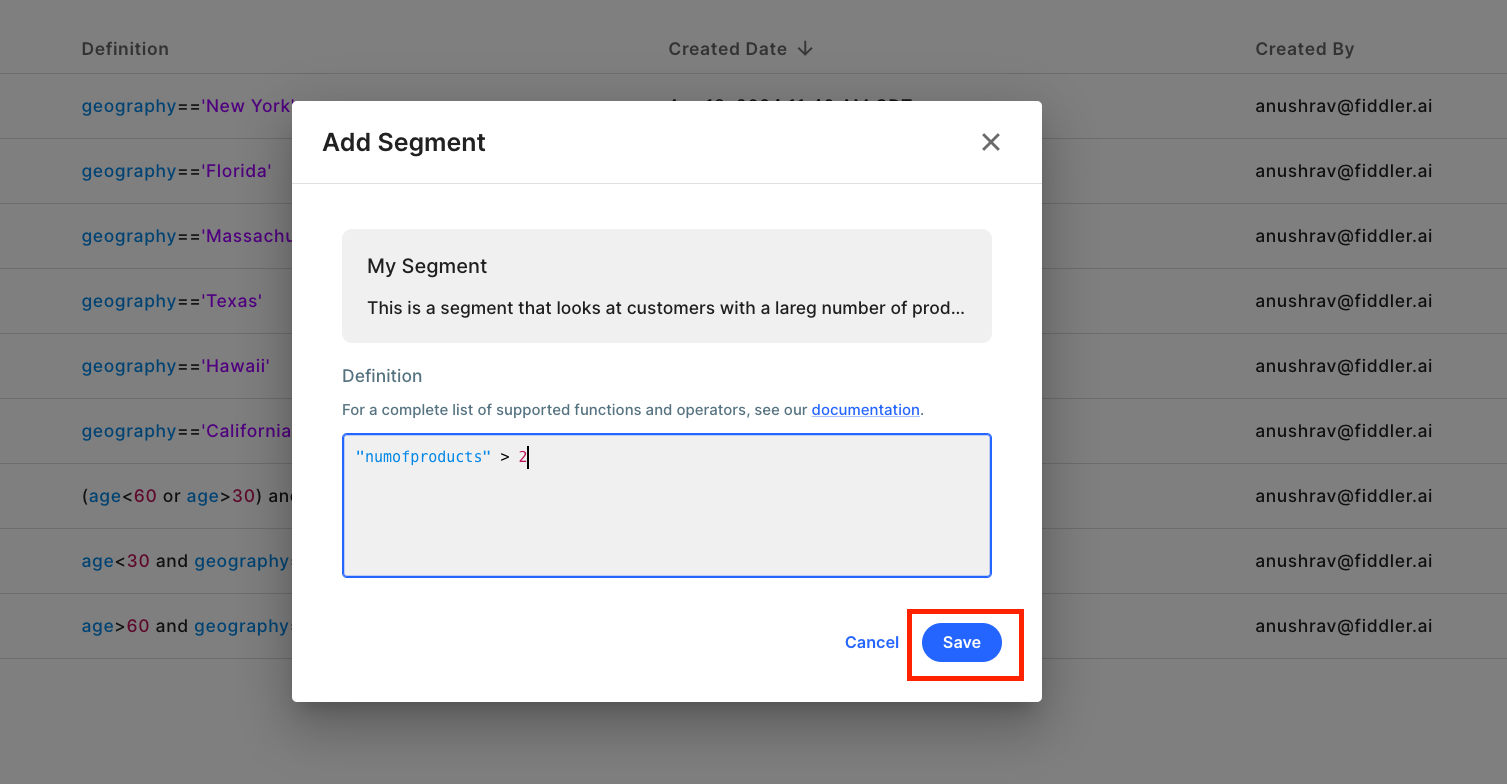 Definition
Created Date
Created By
geography=='New York'
anushrav@fiddler.ai
Add Segment
geography=='Florida'
anushrav@fiddler.ai
geography=='Massachu
anushrav@fiddler.ai
My Segment
geography=='Texas'
This is a segment that looks at customers with a lareg number of prod...
anushrav@fiddler.ai
geography=='Hawaii'
anushrav@fiddler.ai
Definition
For a complete list of supported functions and operators, see our documentation.
geography=='California
anushrav@fiddler.ai
"numofproducts" > 2
(age<60 or age>30) and
anushrav@fiddler.ai
age<30 and geography=
anushrav@fiddler.ai
age>60 and geography=
anushrav@fiddler.ai
Cancel
Save